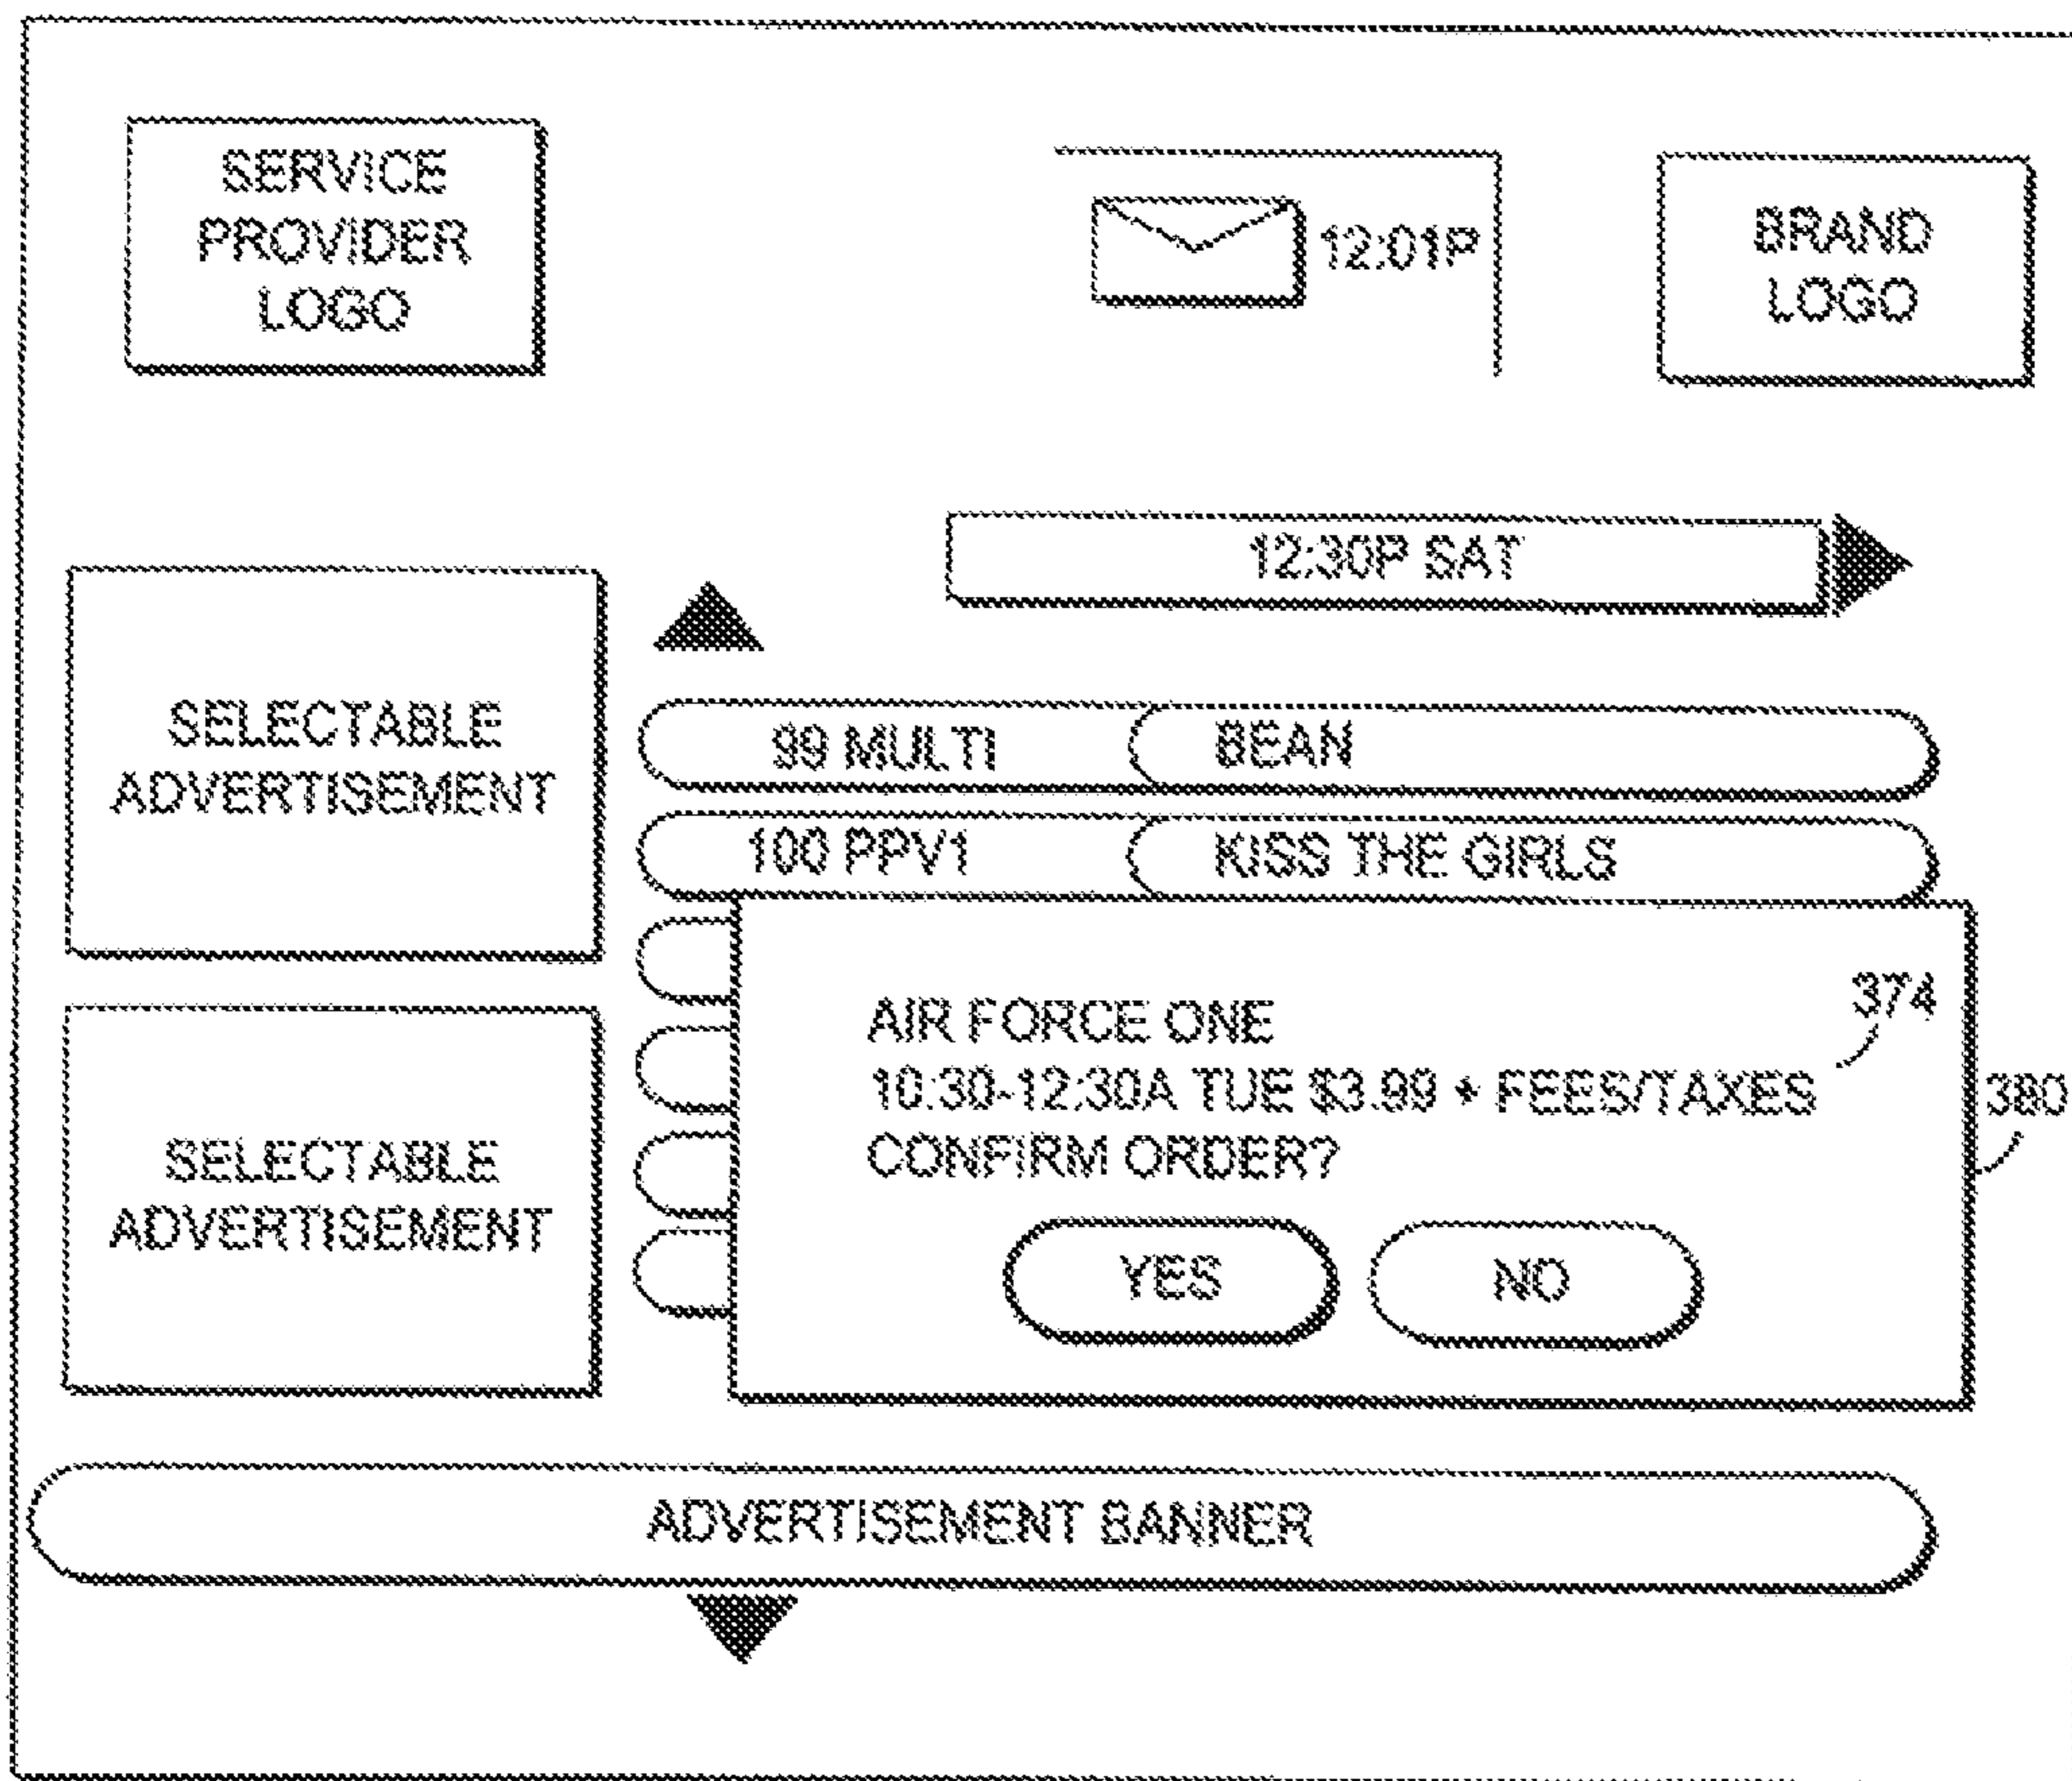 SERVICE
PROVIDER
LOGO
12:01P
BRAND
LOGO
12:30P SAT
SELECTABLE
ADVERTISEMENT
99 MULTI
BEAN
100 PPV1
KISS THE GIRLS
374
AIR FORCE ONE
10:30-12:30A TUE $3.99 + FEES/TAXES
380
CONFIRM ORDER?
SELECTABLE
ADVERTISEMENT
YES
NO
ADVERTISEMENT BANNER